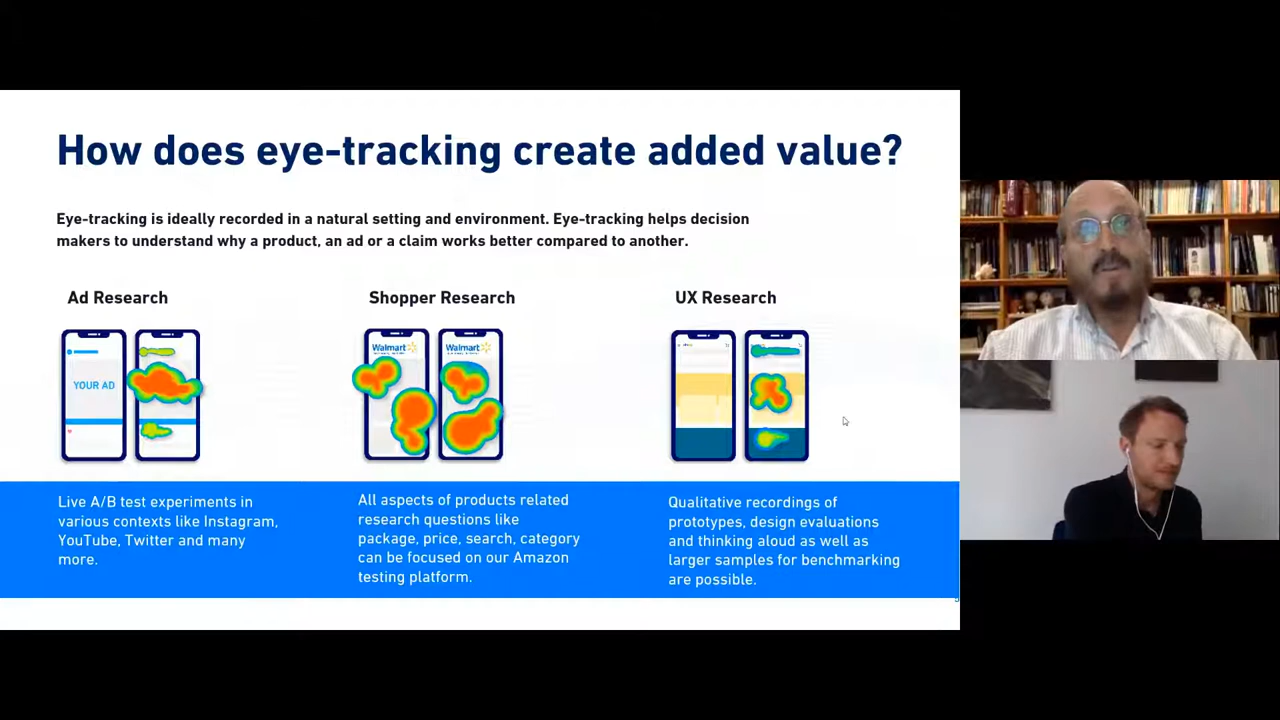 How does eye-tracking create added value?
Eye-tracking is ideally recorded in a natural setting and environment. Eye-tracking helps decision
makers to understand why a product, an ad or a claim works better compared to another.
Ad Research
YOUR AD
Live A/B test experiments in
various contexts like Instagram,
YouTube, Twitter and many
more.
Shopper Research
Walmart
Walmart
All aspects of products related
research questions like
package, price, search, category
can be focused on our Amazon
testing platform.
UX Research
Qualitative recordings of
prototypes, design evaluations
and thinking aloud as well as
larger samples for benchmarking
are possible.